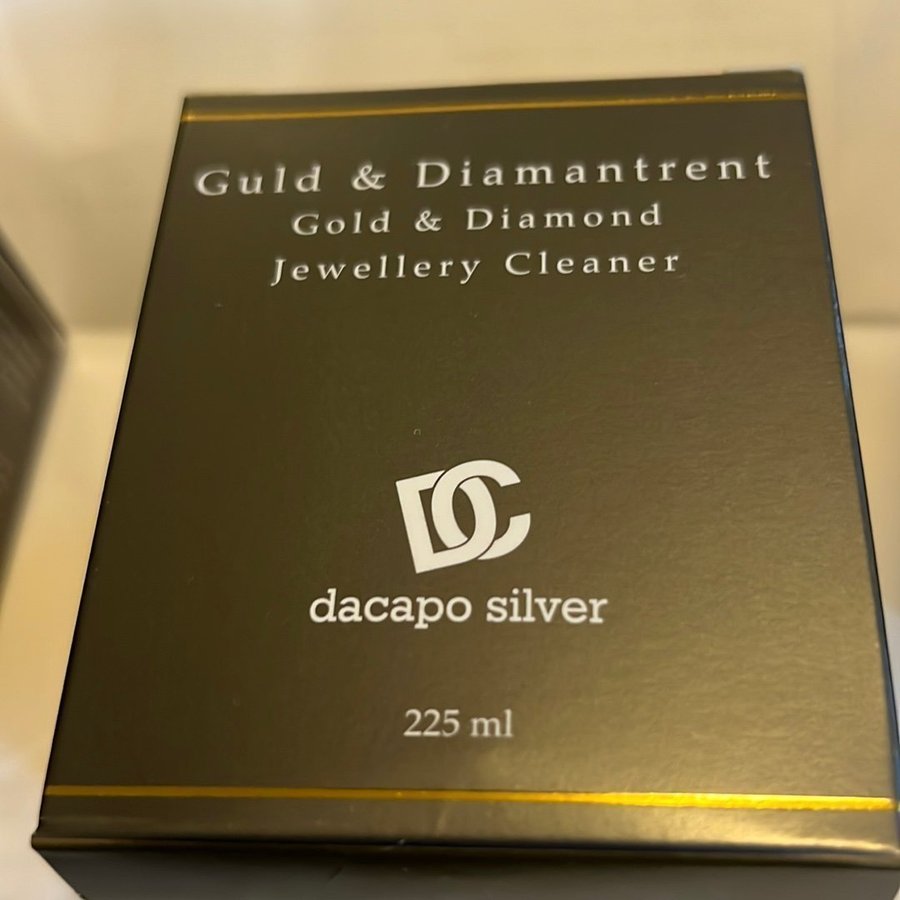 Guld & Diamantrent
Gold & Diamond
Jewellery Cleaner
DC
dacapo silver
225 ml